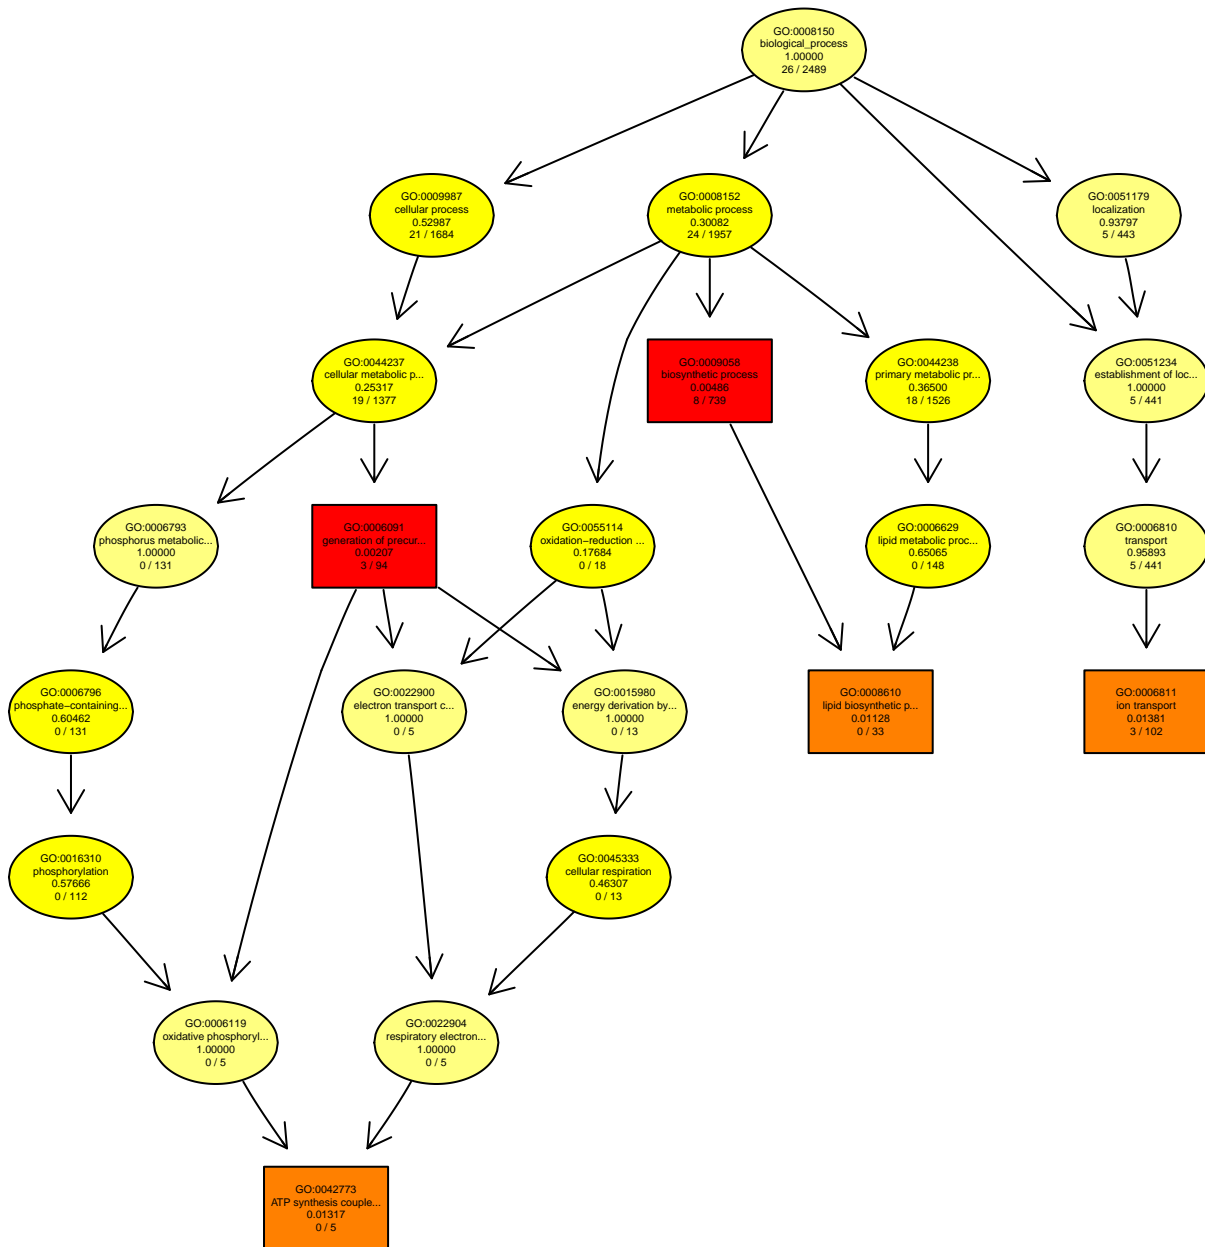 GO:0008150
biological_process
1.00000
26 / 2489
GO:0009987
cellular process
0.52987
21 / 1684
GO:0008152
metabolic process
0.30082
24 / 1957
GO:0051179
localization
0.93797
5 / 443
GO:0044237
cellular metabolic p...
0.25317
19 / 1377
GO:0009058
biosynthetic process
0.00486
8 / 739
GO:0044238
primary metabolic pr...
0.36500
18 / 1526
GO:0051234
establishment of loc...
1.00000
5 / 441
GO:0006793
phosphorus metabolic...
1.00000
0 / 131
GO:0006091
generation of precur...
0.00207
3 / 94
GO:0055114
oxidation−reduction ...
0.17684
0 / 18
GO:0006629
lipid metabolic proc...
0.65065
0 / 148
GO:0006810
transport
0.95893
5 / 441
GO:0006796
phosphate−containing...
0.60462
0 / 131
GO:0022900
electron transport c...
1.00000
0 / 5
GO:0015980
energy derivation by...
1.00000
0 / 13
GO:0008610
lipid biosynthetic p...
0.01128
0 / 33
GO:0006811
ion transport
0.01381
3 / 102
GO:0016310
phosphorylation
0.57666
0 / 112
GO:0045333
cellular respiration
0.46307
0 / 13
GO:0006119
oxidative phosphoryl...
1.00000
0 / 5
GO:0022904
respiratory electron...
1.00000
0 / 5
GO:0042773
ATP synthesis couple...
0.01317
0 / 5